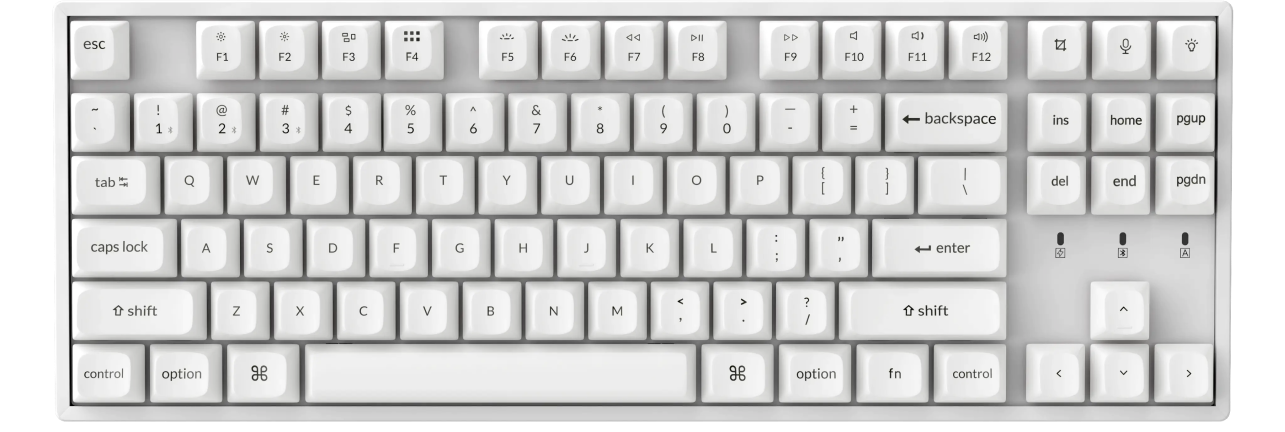 esc F1 F2 F3 F4 F5 F6 F7 F8 F9 F10 F11 F12
~ ! @ # $ % ^ & * ( ) — +
` 1 2 3 4 5 6 7 8 9 0 - = ← backspace ins home pgup
tab Q W E R T Y U I O P { [ } ] | \ del end pgdn
caps lock A S D F G H J K L : ; " , ↵ enter A
⇧ shift Z X C V B N M < , > . ? / ⇧ shift ^
control option ⌘ ⌘ option fn control < ⌄ >